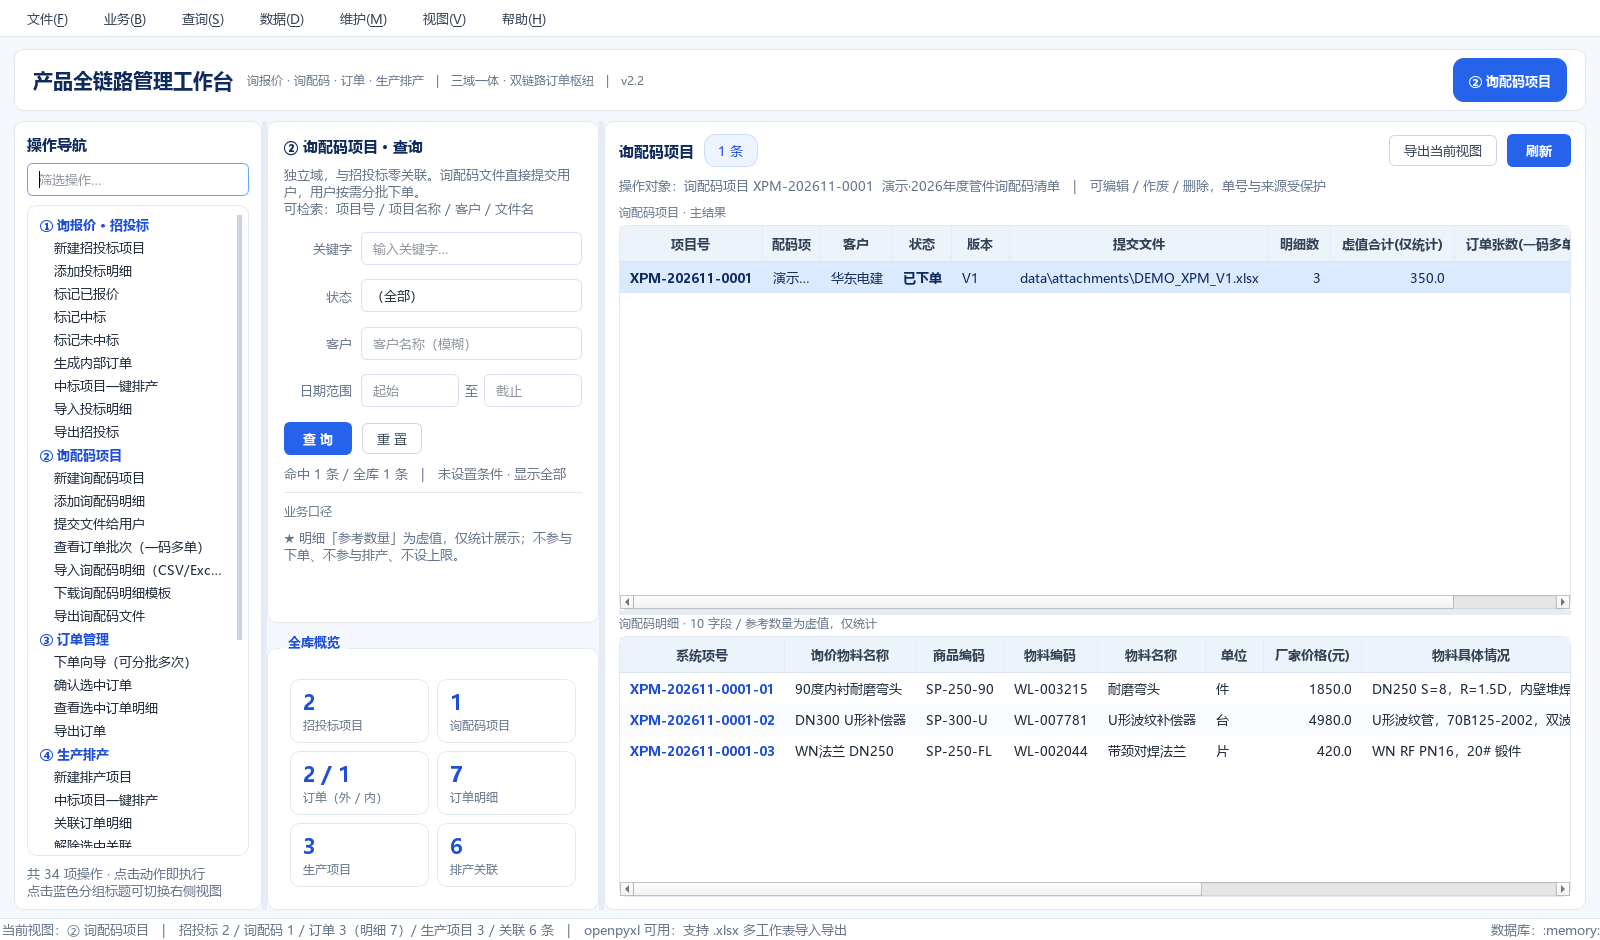 文件(F) 业务(B) 查询(S) 数据(D) 维护(M) 视图(V) 帮助(H)
产品全链路管理工作台 询报价 · 询配码 · 订单 · 生产排产 | 三域一体 · 双链路订单枢纽 | v2.2
② 询配码项目
操作导航
筛选操作...
① 询报价 • 招投标
新建招投标项目
添加投标明细
标记已报价
标记中标
标记未中标
生成内部订单
中标项目一键排产
导入投标明细
导出招投标
② 询配码项目
新建询配码项目
添加询配码明细
提交文件给用户
查看订单批次（一码多单）
导入询配码明细（CSV/Exc...
下载询配码明细模板
导出询配码文件
③ 订单管理
下单向导（可分批多次）
确认选中订单
查看选中订单明细
导出订单
④ 生产排产
新建排产项目
中标项目一键排产
关联订单明细
解除选中关联
共 34 项操作 · 点击动作即执行
点击蓝色分组标题可切换右侧视图
② 询配码项目 • 查询
独立域，与招投标零关联。询配码文件直接提交用
户，用户按需分批下单。
可检索：项目号 / 项目名称 / 客户 / 文件名
关键字 输入关键字...
状态 （全部）
客户 客户名称（模糊）
日期范围 起始 至 截止
查 询 重 置
命中 1 条 / 全库 1 条 | 未设置条件 · 显示全部
业务口径
★ 明细「参考数量」为虚值，仅统计展示；不参与
下单、不参与排产、不设上限。
全库概览
2 1
招投标项目 询配码项目
2 / 1 7
订单（外 / 内） 订单明细
3 6
生产项目 排产关联
询配码项目 1 条 导出当前视图 刷新
操作对象：询配码项目 XPM-202611-0001 演示·2026年度管件询配码清单 | 可编辑 / 作废 / 删除，单号与来源受保护
询配码项目 · 主结果
项目号 配码项 客户 状态 版本 提交文件 明细数 虚值合计(仅统计) 订单张数(一码多单
XPM-202611-0001 演示... 华东电建 已下单 V1 data\attachments\DEMO_XPM_V1.xlsx 3 350.0
询配码明细 · 10 字段 / 参考数量为虚值，仅统计
系统项号 询价物料名称 商品编码 物料编码 物料名称 单位 厂家价格(元) 物料具体情况
XPM-202611-0001-01 90度内衬耐磨弯头 SP-250-90 WL-003215 耐磨弯头 件 1850.0 DN250 S=8，R=1.5D，内壁堆焊
XPM-202611-0001-02 DN300 U形补偿器 SP-300-U WL-007781 U形波纹补偿器 台 4980.0 U形波纹管，70B125-2002，双波
XPM-202611-0001-03 WN法兰 DN250 SP-250-FL WL-002044 带颈对焊法兰 片 420.0 WN RF PN16，20# 锻件
当前视图：② 询配码项目 | 招投标 2 / 询配码 1 / 订单 3（明细 7）/ 生产项目 3 / 关联 6 条 | openpyxl 可用：支持 .xlsx 多工作表导入导出 数据库：:memory: